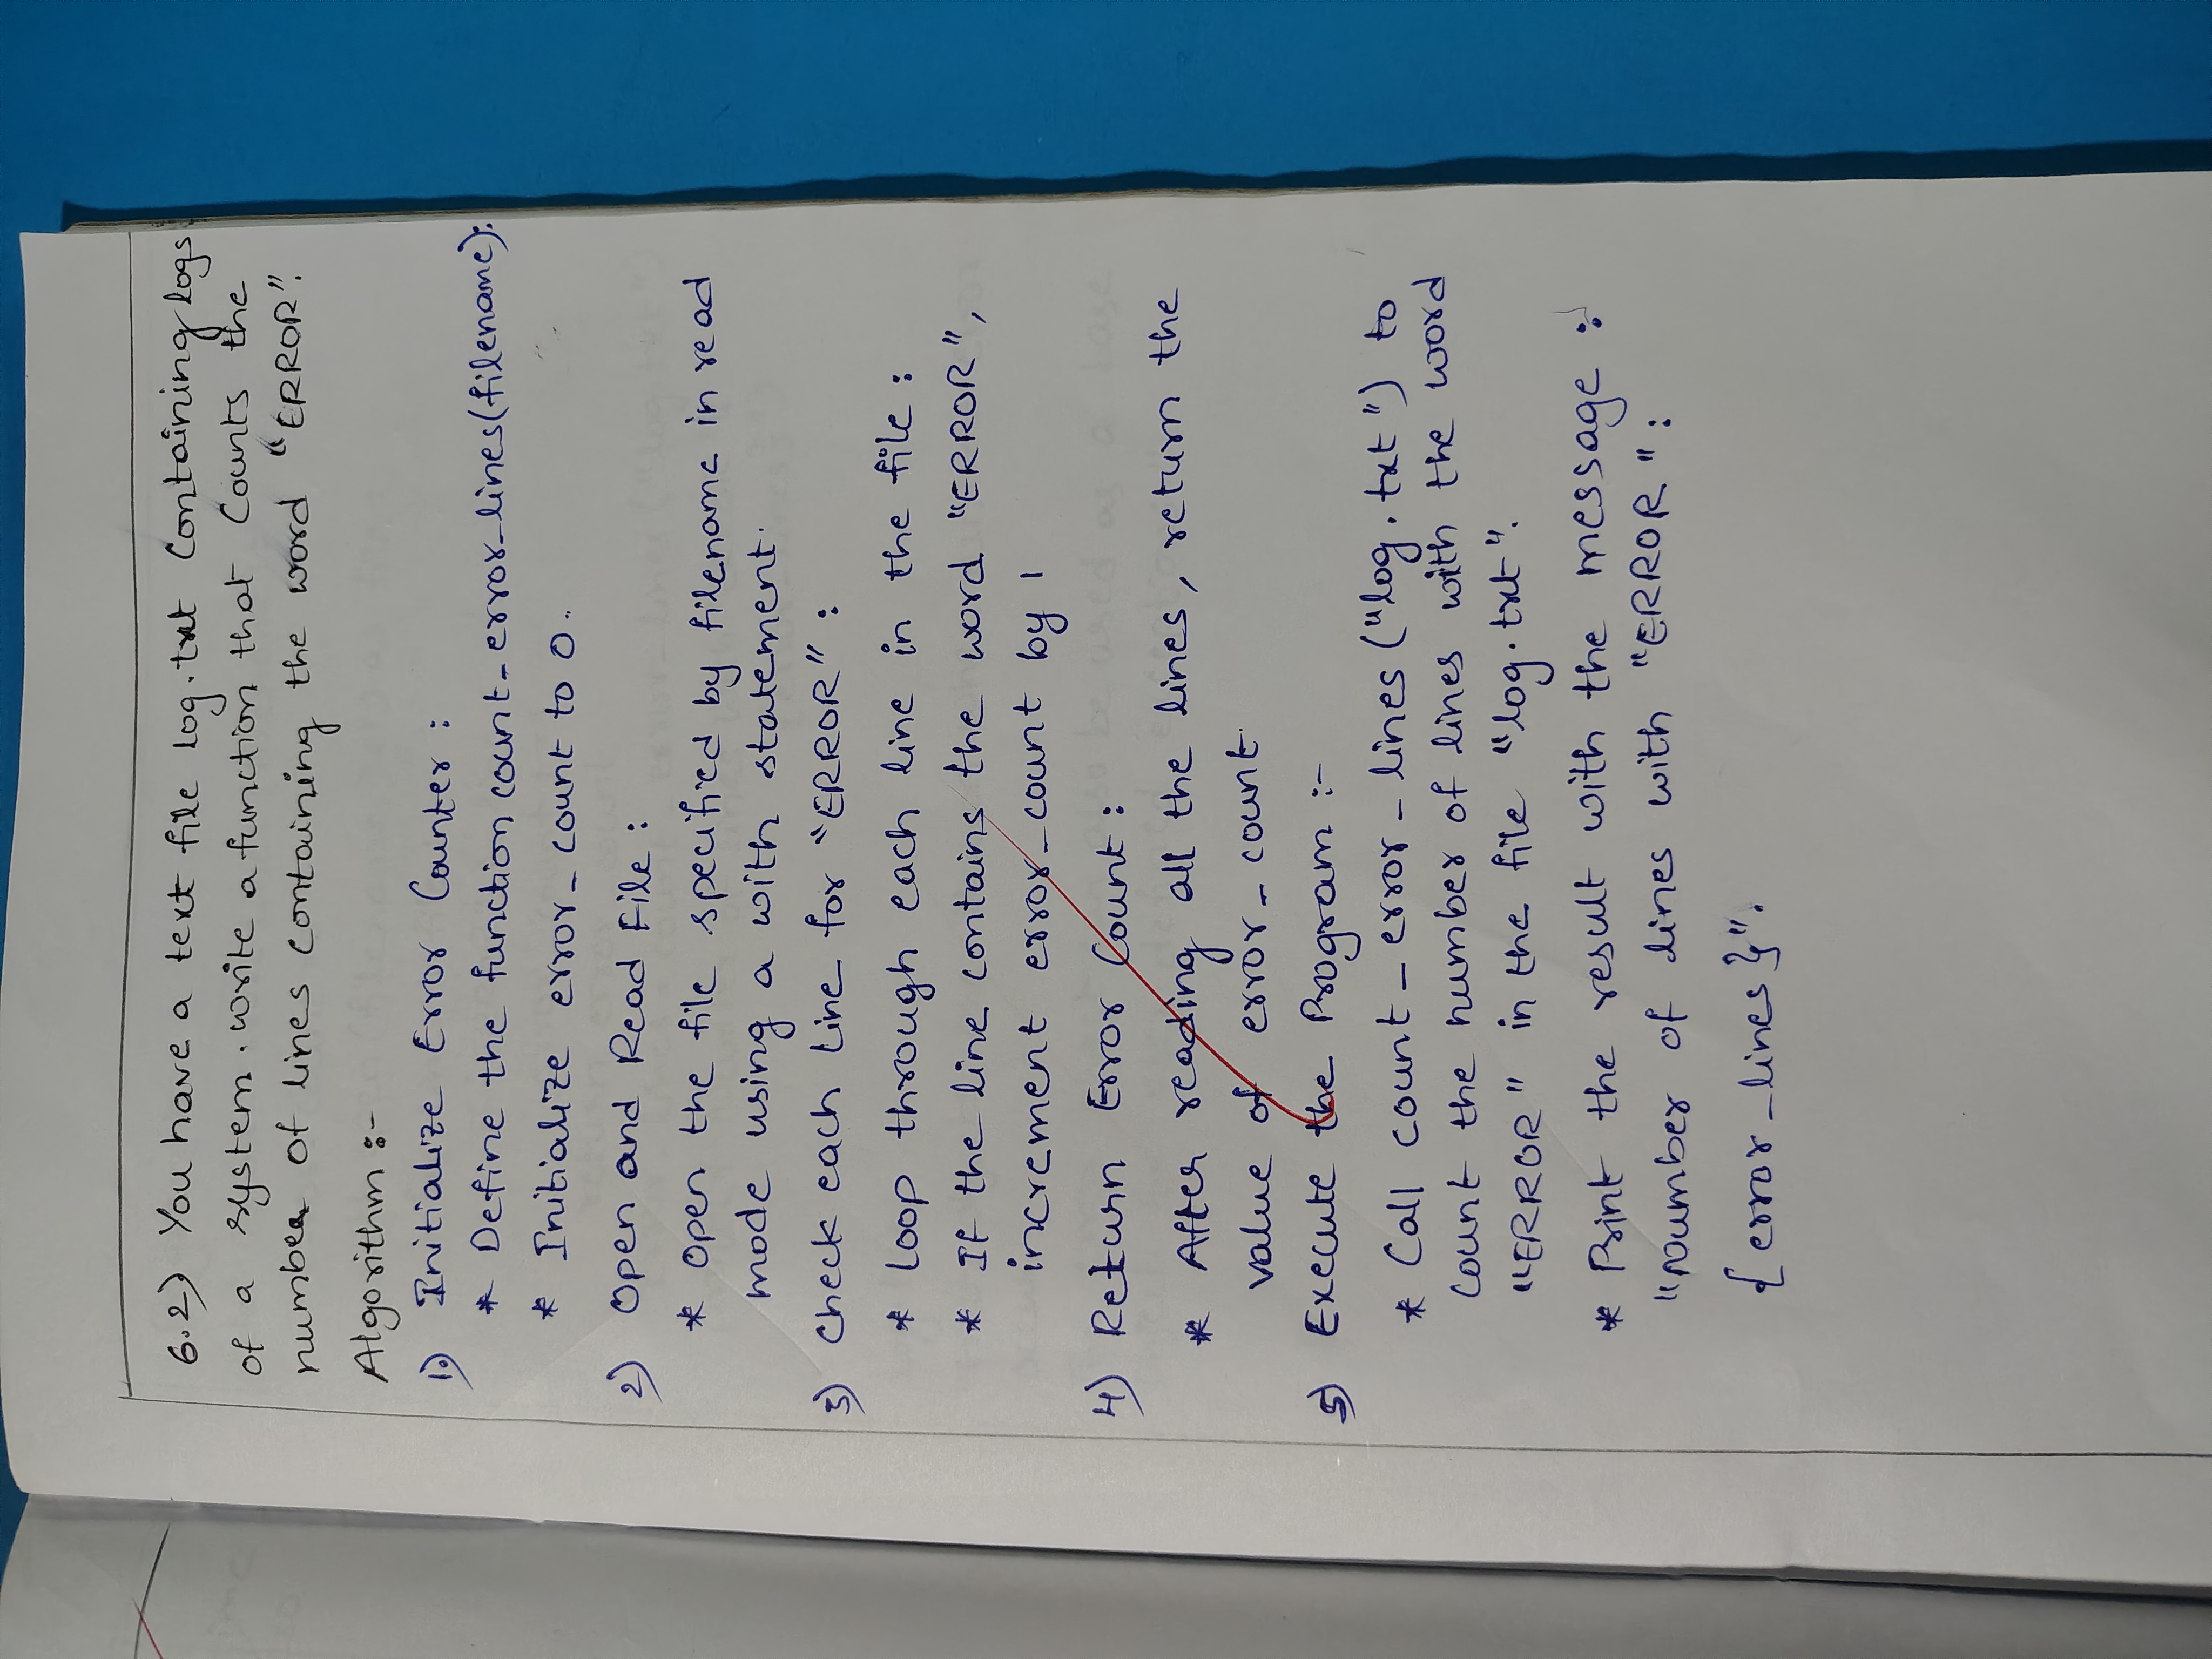 6.2) You have a text file log.txt Containing logs
of a system. write a function that Counts the
number of lines containing the word "ERROR".
Algorithm :-
1) Initialize Error Counter :
* Define the function count_error_lines(filename):
* Initialize error_count to 0.
2) Open and Read File :
* Open the file specified by filename in read
mode using a with statement.
3) Check each Line for "ERROR" :
* Loop through each line in the file :
* If the line contains the word "ERROR",
increment error_count by 1
4) Return Error Count :
* After reading all the lines, return the
value of error_count.
5) Execute the Program :-
* Call count_error_lines("log.txt") to
Count the number of lines with the word
"ERROR" in the file "log.txt".
* Print the result with the message :
"number of lines with "ERROR" :
{error_lines}".